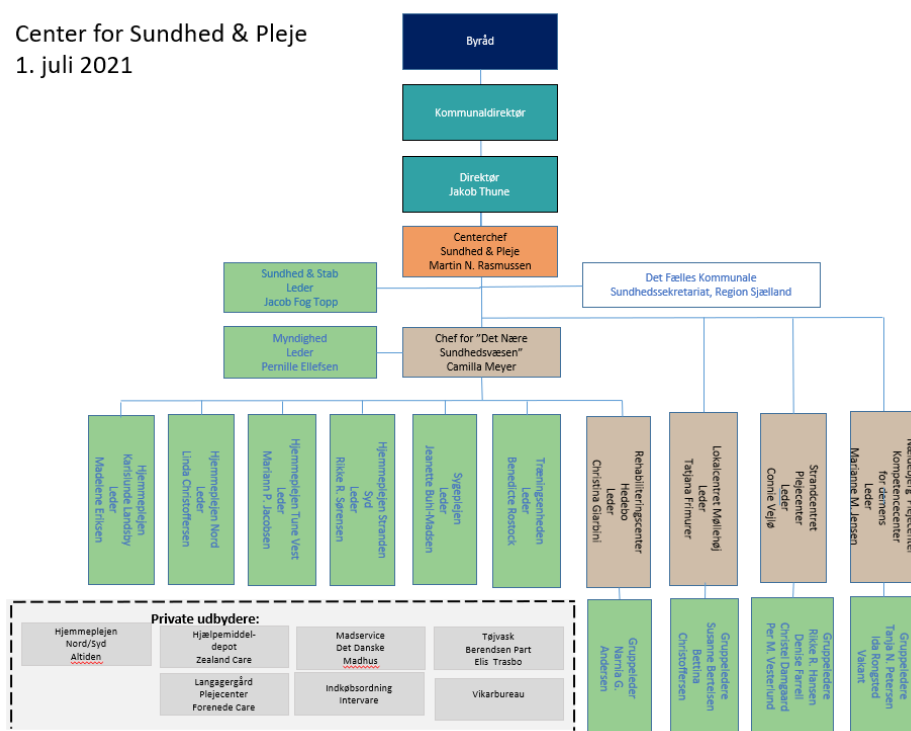 Center for Sundhed & Pleje
1. juli 2021
Byråd
Kommunaldirektør
Direktør
Jakob Thune
Centerchef
Sundhed & Pleje
Martin N. Rasmussen
Sundhed & Stab
Leder
Jacob Fog Topp
Det Fælles Kommunale
Sundhedssekretariat, Region Sjælland
Myndighed
Leder
Pernille Ellefsen
Chef for ”Det Nære
Sundhedsvæsen”
Camilla Meyer
Hjemmeplejen
Karlslunde Landsby
Leder
Madelene Eriksen
Hjemmeplejen Nord
Leder
Linda Christoffersen
Hjemmeplejen Tune Vest
Leder
Mariann P. Jacobsen
Hjemmeplejen Stranden
Syd
Leder
Rikke R. Sørensen
Sygeplejen
Leder
Jeanette Buhl-Madsen
Træningsenheden
Leder
Benedicte Rostock
Rehabiliteringscenter
Hedebo
Leder
Christina Giarbini
Lokalcentret Møllehøj
Leder
Tatjana Frimurer
Strandcentret
Plejecenter
Leder
Connie Vejlø
Plejecenter
Kompetencecenter
for demens
Leder
Marianne M. Jensen
Gruppeleder
Narnia G.
Andersen
Gruppeledere
Susanne Bertelsen
Bettina
Christoffersen
Gruppeledere
Rikke R. Hansen
Denise Farrell
Christel Damgaard
Per M. Vesterlund
Gruppeledere
Tanja N. Petersen
Ida Rongsted
Vakant
Private udbydere:
Hjemmeplejen
Nord/Syd
Altiden
Hjælpemiddel-
depot
Zealand Care
Madservice
Det Danske
Madhus
Tøjvask
Berendsen Part
Elis Trasbo
Langagergård
Plejecenter
Forenede Care
Indkøbsordning
Intervare
Vikarbureau